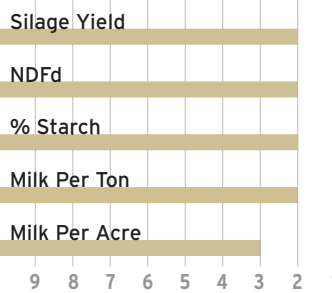 Silage Yield
NDFd
% Starch
Milk Per Ton
Milk Per Acre
9 8 7 6 5 4 3 2